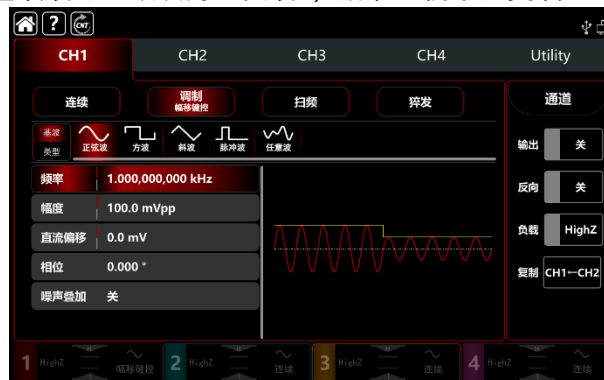 ? CNT
CH1 CH2 CH3 CH4 Utility
连续 调制 幅移键控 扫频 猝发 通道
基波 类型 正弦波 方波 斜波 脉冲波 任意波
输出 关
频率 1.000,000,000 kHz
反向 关
幅度 100.0 mVpp
直流偏移 0.0 mV
负载 HighZ
相位 0.000 °
复制 CH1←CH2
噪声叠加 关
1 HighZ 幅移键控 2 HighZ 连续 3 HighZ 连续 4 HighZ 连续